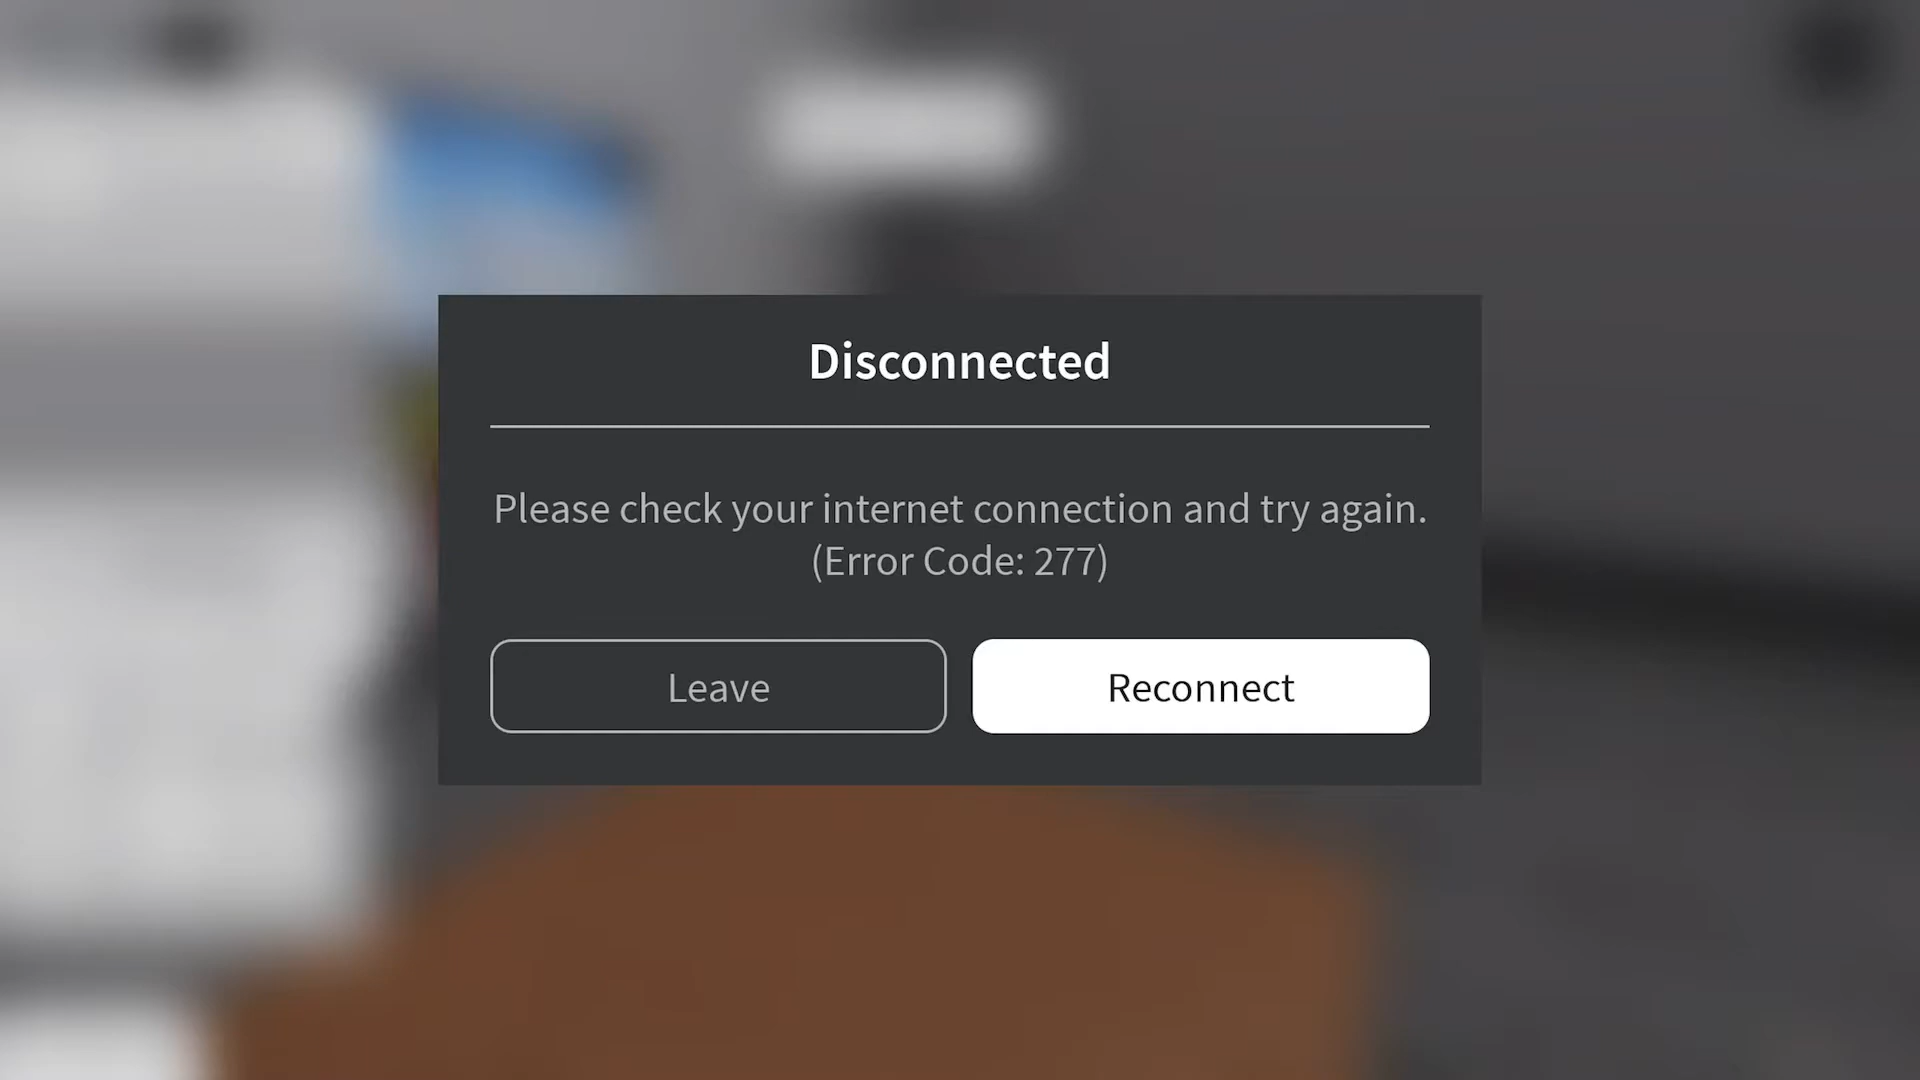 Disconnected
Please check your internet connection and try again.
(Error Code: 277)
Leave
Reconnect